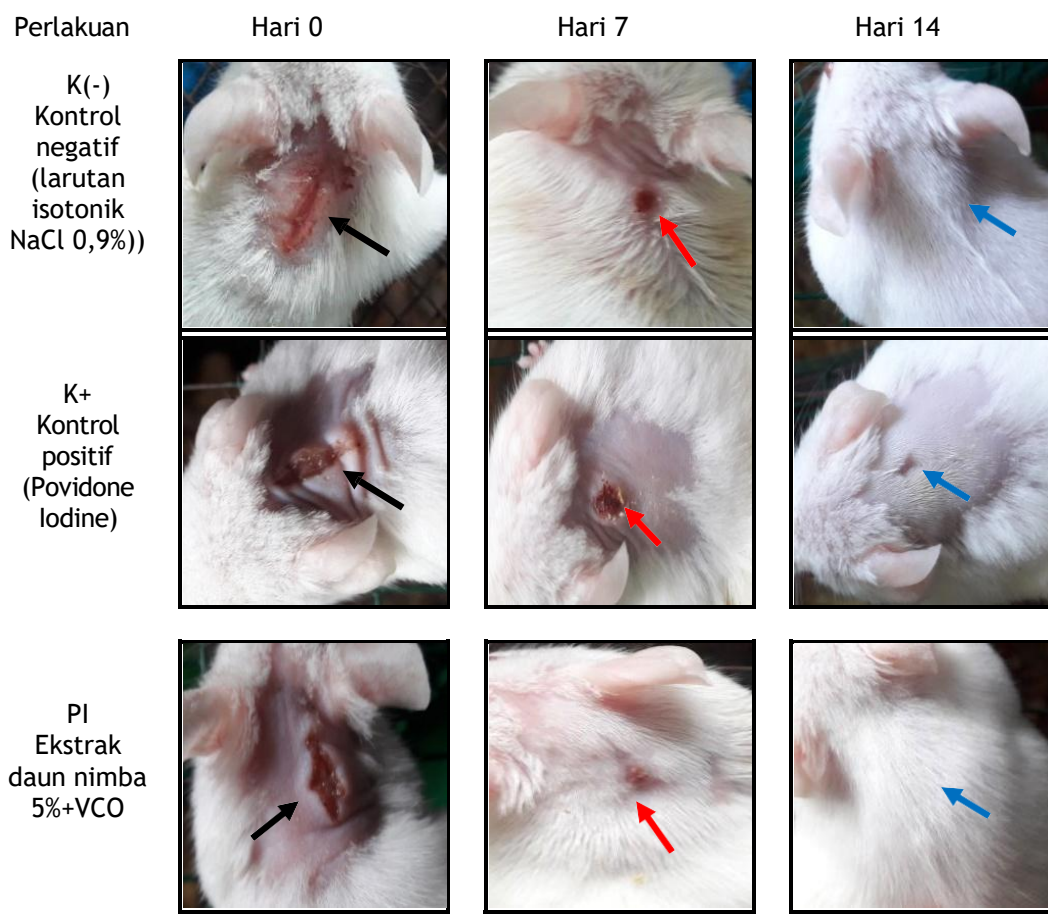 Perlakuan Hari 0 Hari 7 Hari 14
K(-)
Kontrol
negatif
(larutan
isotonik
NaCl 0,9%))
K+
Kontrol
positif
(Povidone
Iodine)
PI
Ekstrak
daun nimba
5%+VCO